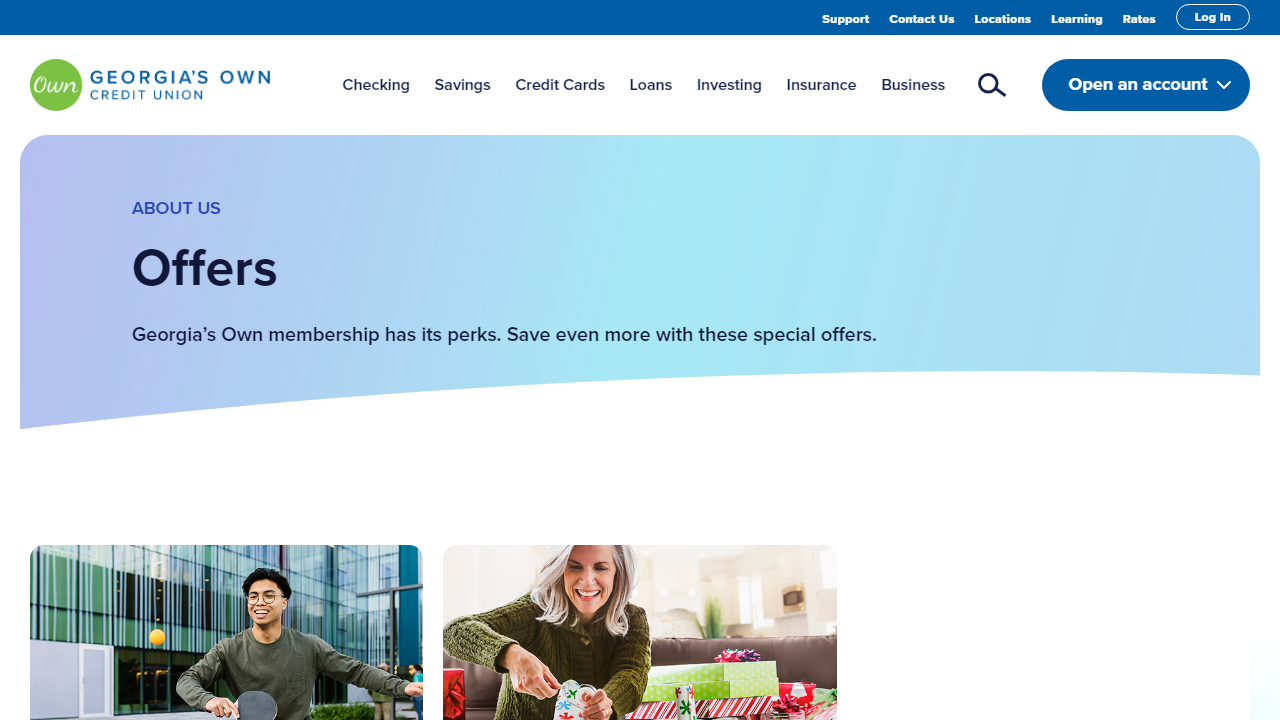 Support Contact Us Locations Learning Rates Log In
Own GEORGIA'S OWN
CREDIT UNION
Checking Savings Credit Cards Loans Investing Insurance Business
Open an account
ABOUT US
Offers
Georgia’s Own membership has its perks. Save even more with these special offers.